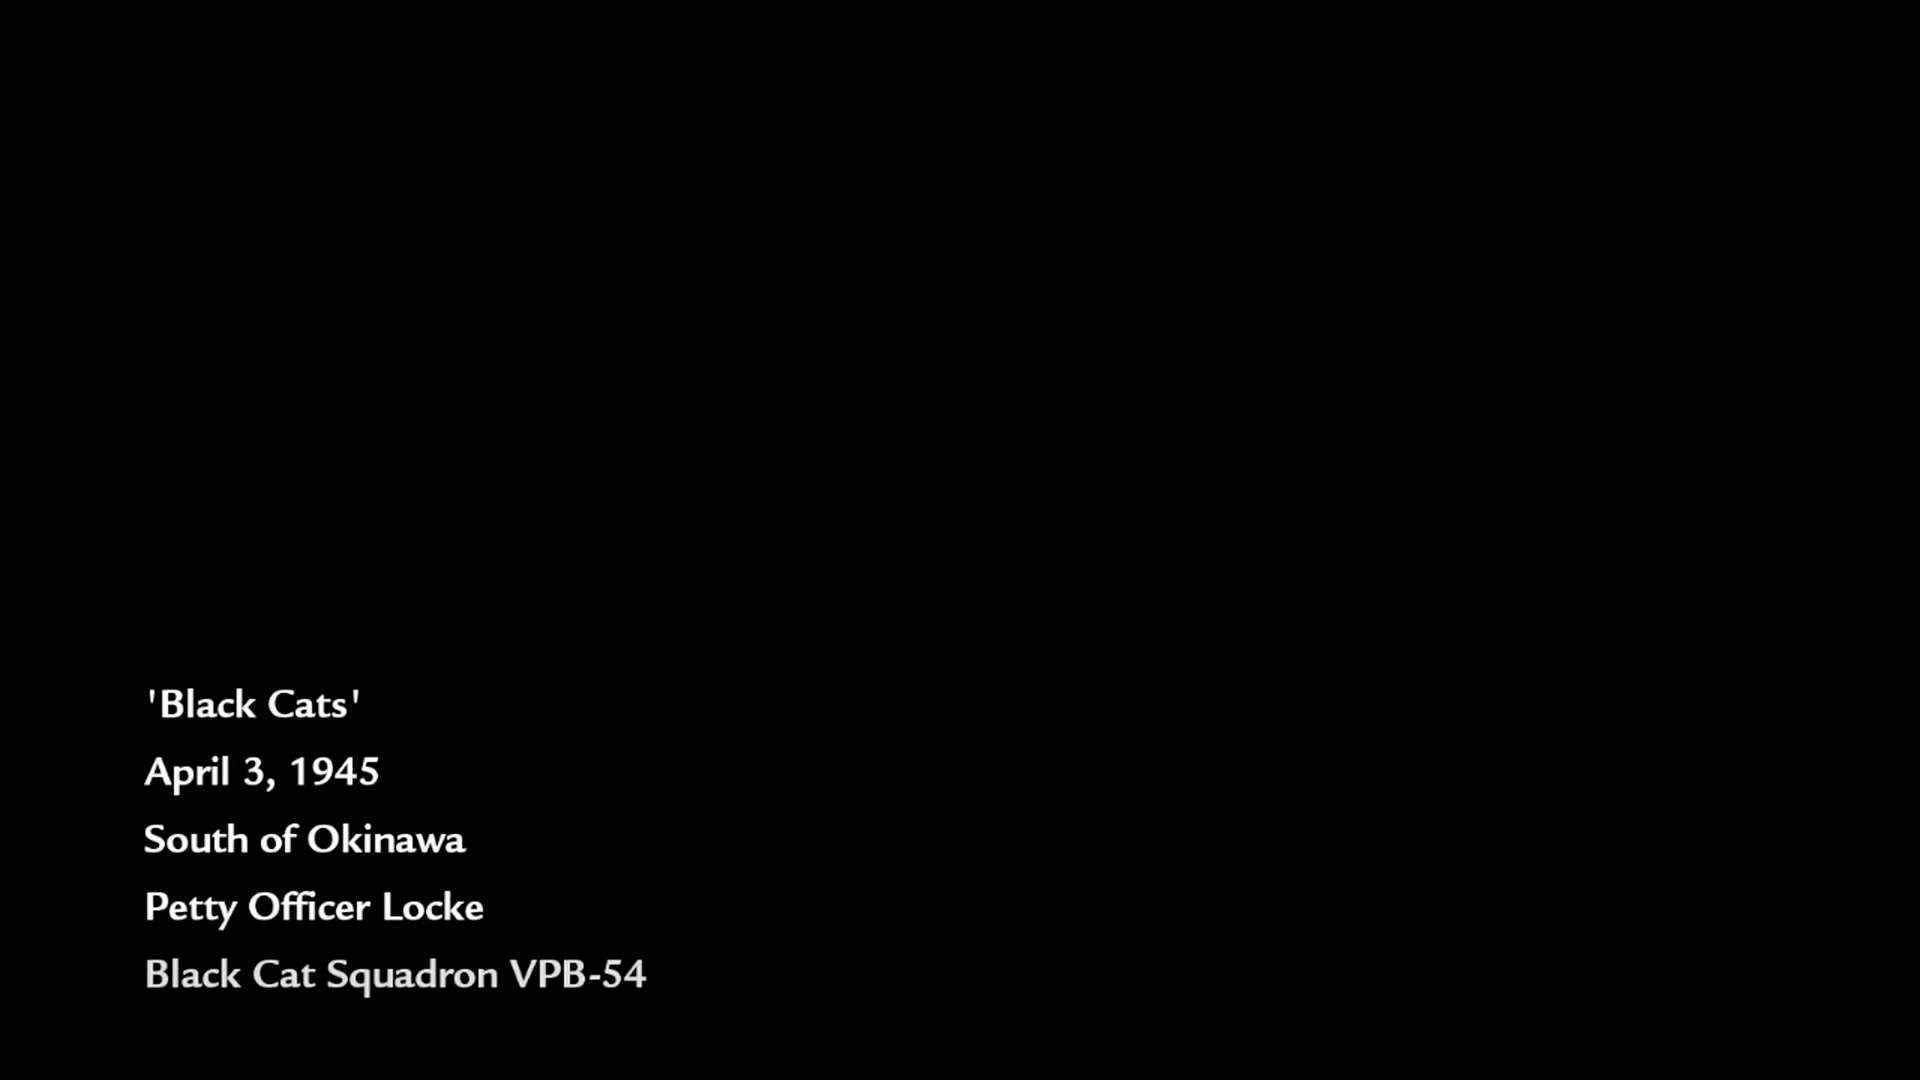 'Black Cats'
April 3, 1945
South of Okinawa
Petty Officer Locke
Black Cat Squadron VPB-54